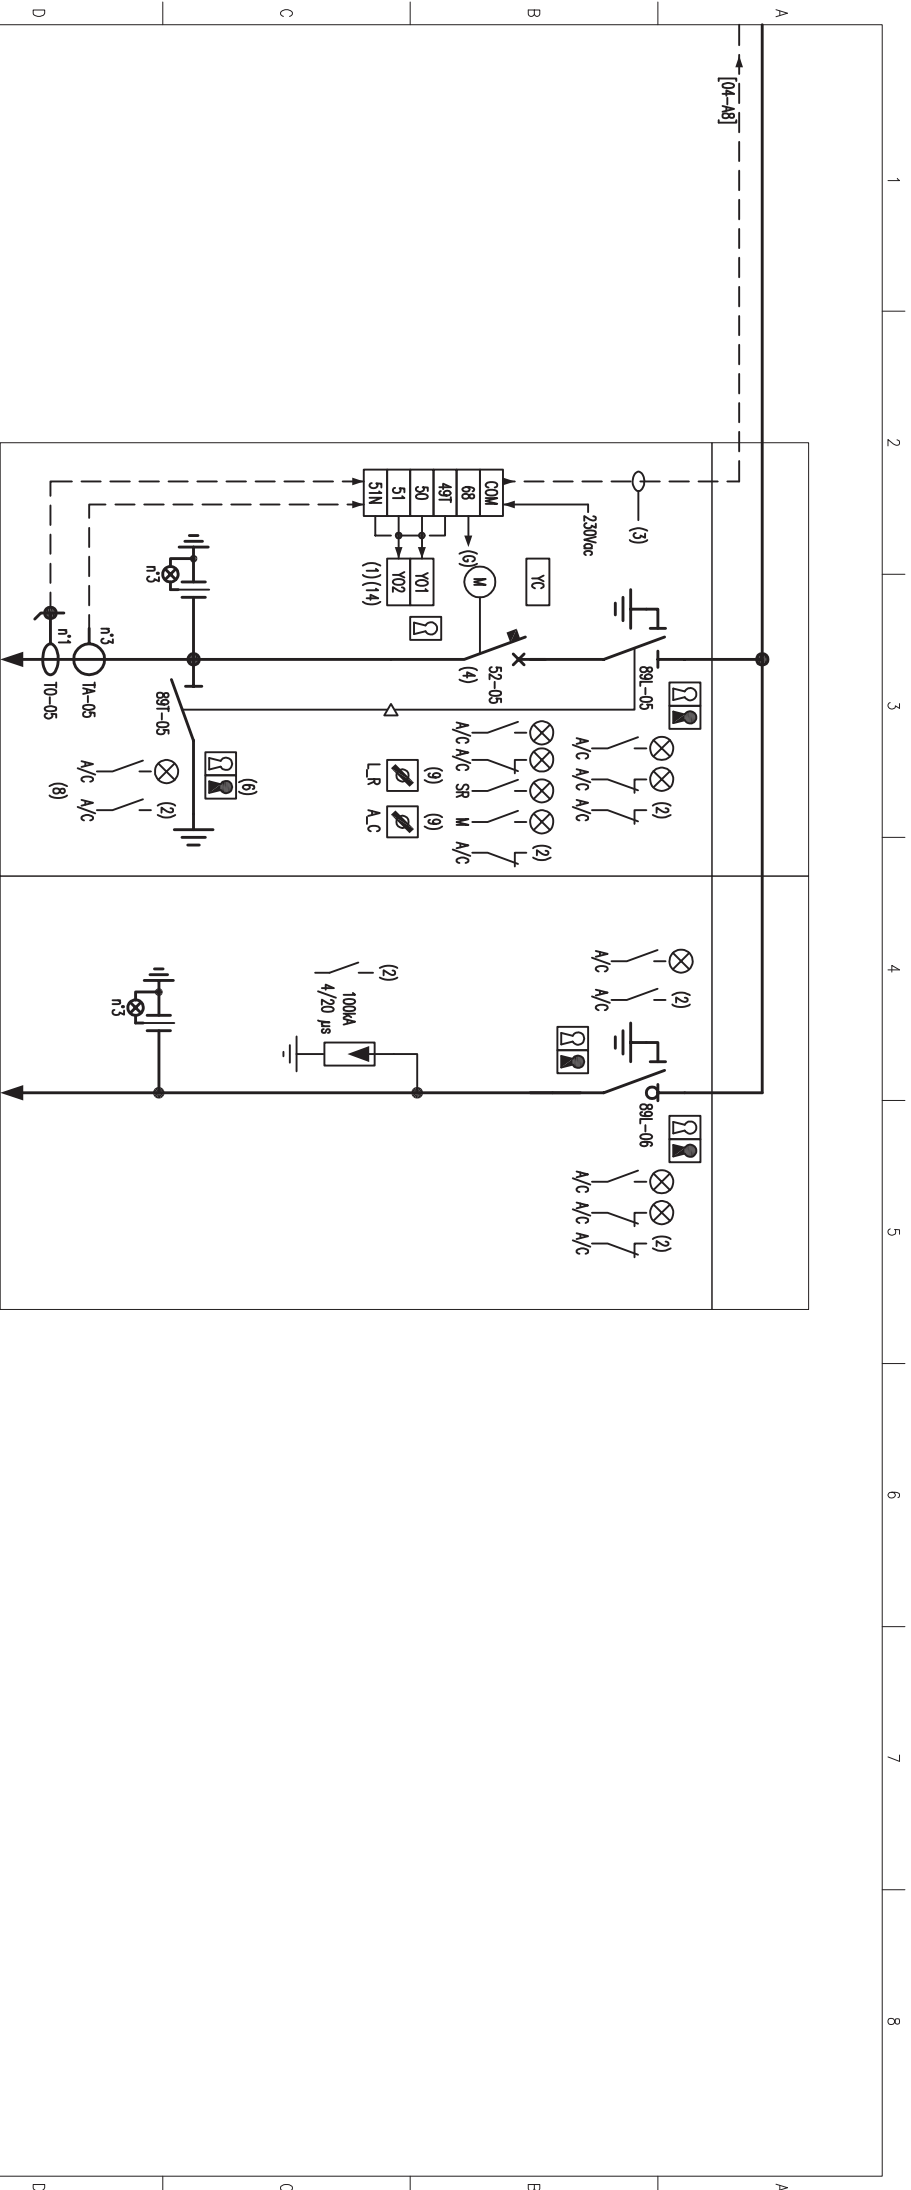 1
2
3
4
5
6
7
8
A
B
C
D
A
B
C
D
[04-A8]
(3)
230Vac
COM
68
49T
50
51
51N
(G)
Y01
Y02
(1) (14)
YC
M
89L-05
A/C A/C A/C
(2)
52-05
(4)
A/C A/C SR M A/C
(2)
(9) (9)
L_R A_C
89T-05
(6)
n°3
A/C A/C
(2)
(8)
n°3
TA-05
n°1
TO-05
A/C A/C
(2)
89L-06
A/C A/C A/C
(2)
(2)
100kA
4/20 µs
n°3